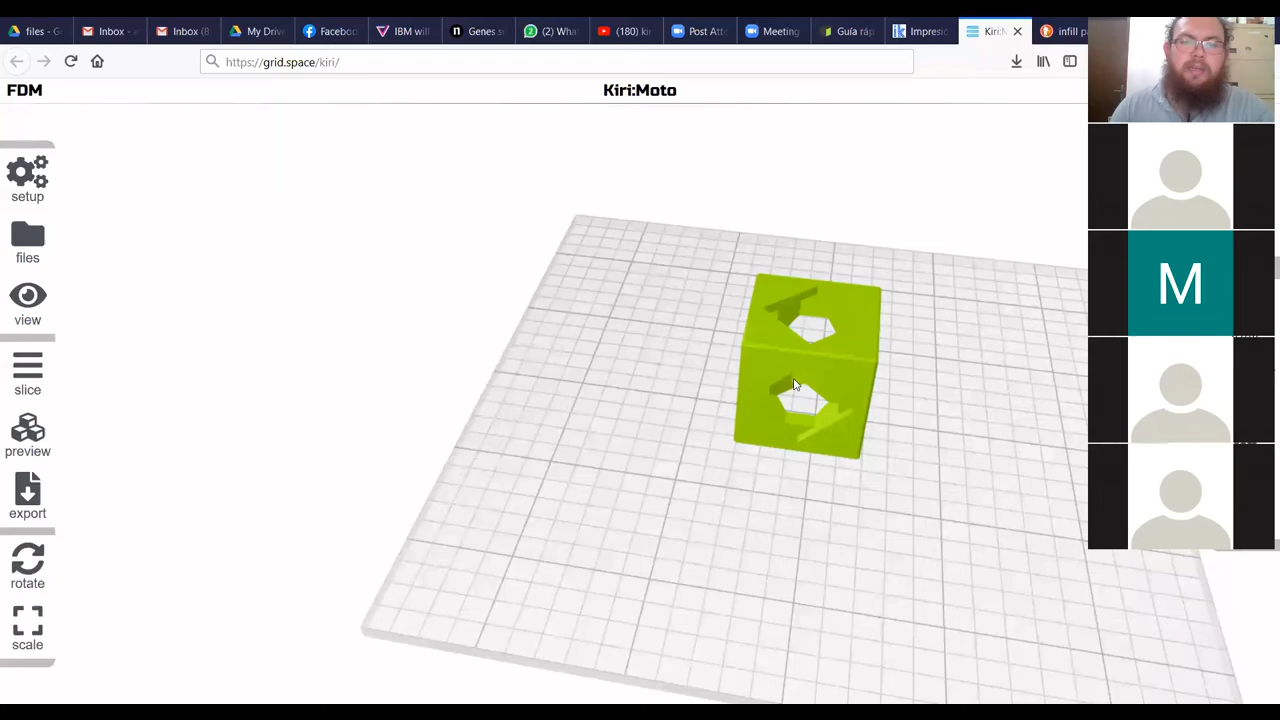 files - G
Inbox -
Inbox (8
My D
Faceboo
IBM will
Genes s
(2) Wha
(180) ki
Post Att
Meeting
Guía ráp
Impresi
Kiri:M
infill p
https://grid.space/kiri/
FDM
Kiri:Moto
setup
files
view
slice
preview
export
rotate
scale
M